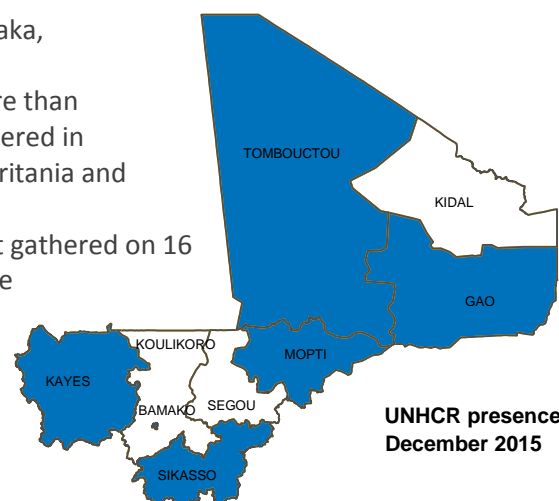 aka,
re than
ered in
ritania and
t gathered on 16
e
TOMBOUCTOU
KIDAL
GAO
KOULIKORO
MOPTI
KAYES
BAMAKO
SEGOU
SIKASSO
UNHCR presence
December 2015